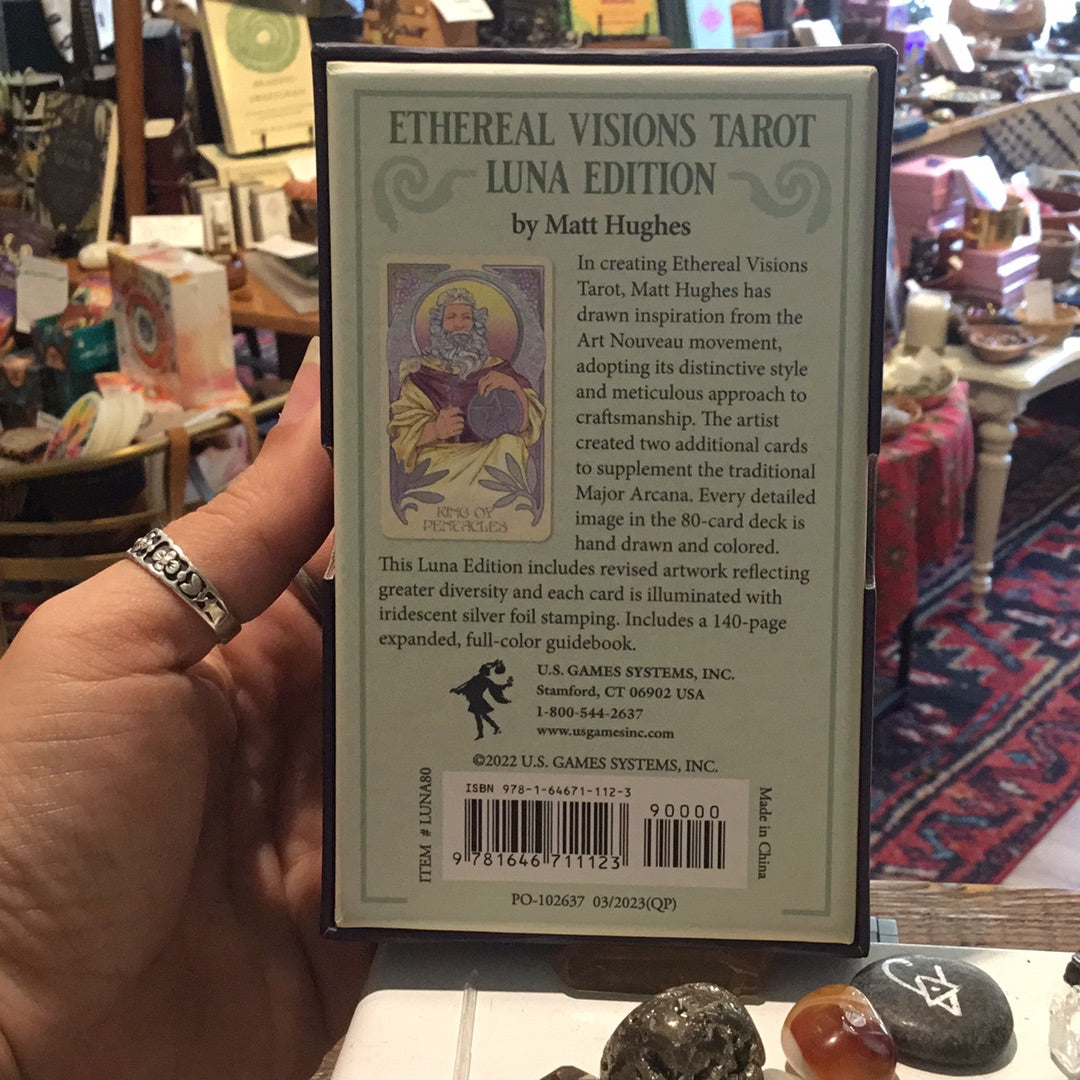 ETHEREAL VISIONS TAROT
LUNA EDITION
by Matt Hughes
In creating Ethereal Visions
Tarot, Matt Hughes has
drawn inspiration from the
Art Nouveau movement,
adopting its distinctive style
and meticulous approach to
craftsmanship. The artist
created two additional cards
to supplement the traditional
Major Arcana. Every detailed
image in the 80-card deck is
hand drawn and colored.
KING OF
PENTACLES
This Luna Edition includes revised artwork reflecting
greater diversity and each card is illuminated with
iridescent silver foil stamping. Includes a 140-page
expanded, full-color guidebook.
U.S. GAMES SYSTEMS, INC.
Stamford, CT 06902 USA
1-800-544-2637
www.usgamesinc.com
©2022 U.S. GAMES SYSTEMS, INC.
ITEM # LUNA80
ISBN 978-1-64671-112-3
90000
9 781646 711123
Made in China
PO-102637 03/2023(QP)